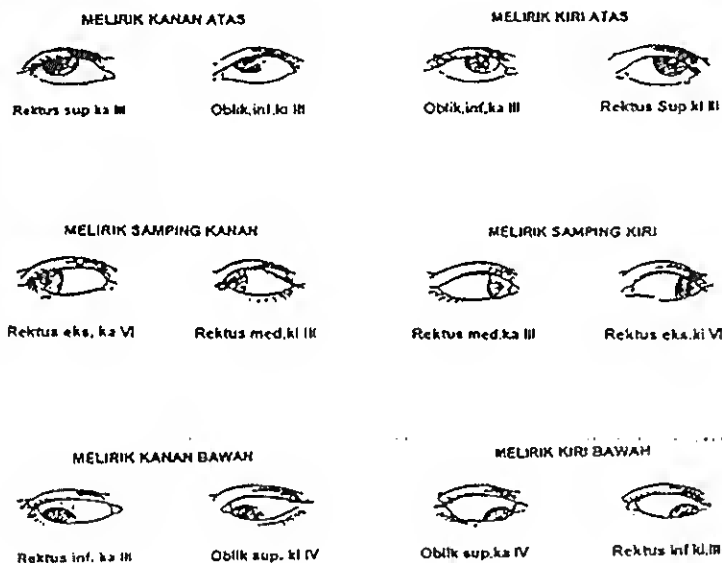 MELIRIK KANAN ATAS
MELIRIK KIRI ATAS
Rektus sup ka III
Oblik,inf.ki III
Oblik,inf,ka III
Rektus Sup ki III
MELIRIK SAMPING KANAN
MELIRIK SAMPING KIRI
Rektus eks, ka VI
Rektus med,ki III
Rektus med.ka III
Rektus eks.ki VI
MELIRIK KANAN BAWAH
MELIRIK KIRI BAWAH
Rektus inf, ka III
Oblik sup. ki IV
Oblik sup.ka IV
Rektus inf ki,III